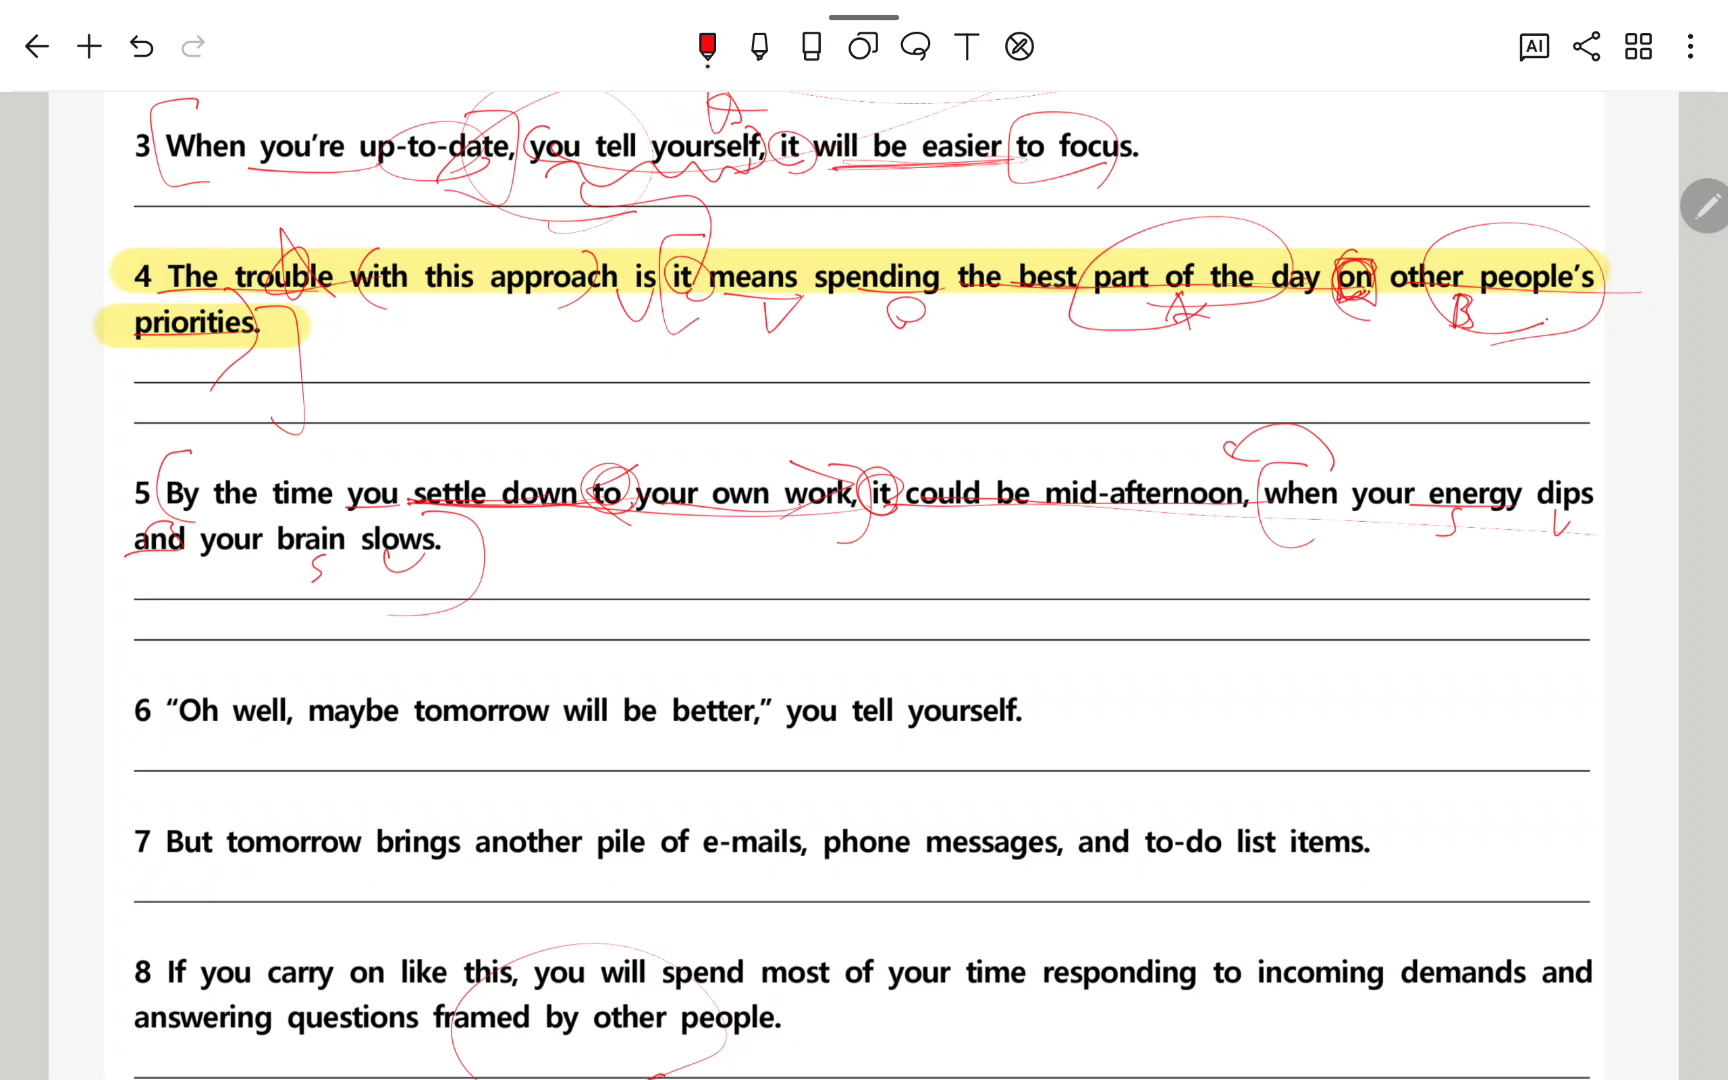 AI
3 When you’re up-to-date, you tell yourself, it will be easier to focus.
4 The trouble with this approach is it means spending the best part of the day on other people’s
priorities.
5 By the time you settle down to your own work, it could be mid-afternoon, when your energy dips
and your brain slows.
6 “Oh well, maybe tomorrow will be better,” you tell yourself.
7 But tomorrow brings another pile of e-mails, phone messages, and to-do list items.
8 If you carry on like this, you will spend most of your time responding to incoming demands and
answering questions framed by other people.